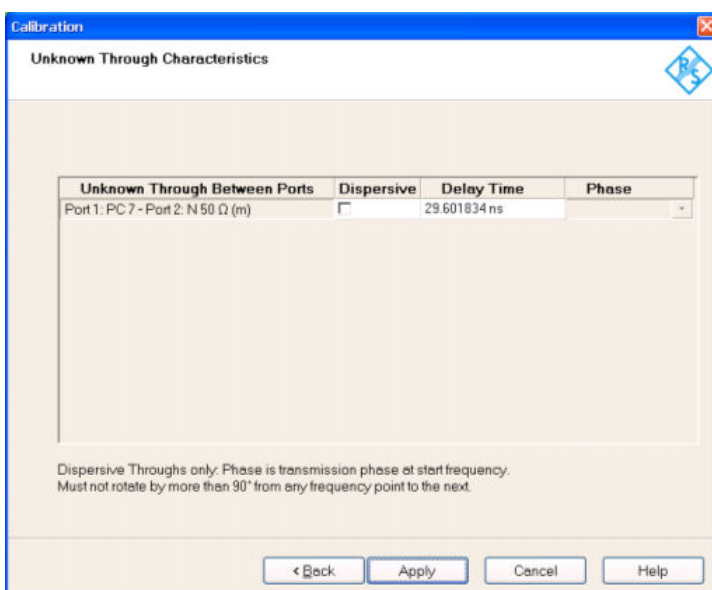 Calibration
Unknown Through Characteristics
R S
Unknown Through Between Ports Dispersive Delay Time Phase
Port 1: PC 7 - Port 2: N 50 Ω (m) 29.601834 ns
Dispersive Throughs only: Phase is transmission phase at start frequency.
Must not rotate by more than 90° from any frequency point to the next.
< Back Apply Cancel Help